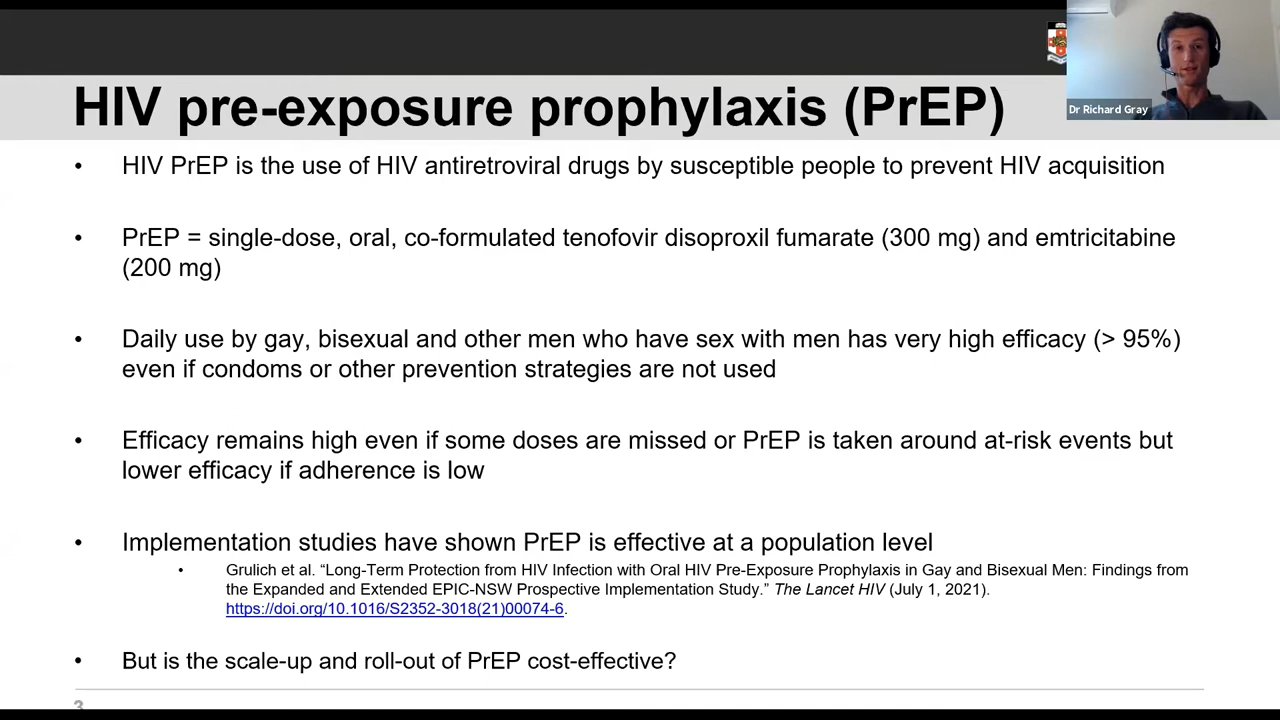 HIV pre-exposure prophylaxis (PrEP)
Dr Richard Gray
• HIV PrEP is the use of HIV antiretroviral drugs by susceptible people to prevent HIV acquisition
• PrEP = single-dose, oral, co-formulated tenofovir disoproxil fumarate (300 mg) and emtricitabine
(200 mg)
• Daily use by gay, bisexual and other men who have sex with men has very high efficacy (> 95%)
even if condoms or other prevention strategies are not used
• Efficacy remains high even if some doses are missed or PrEP is taken around at-risk events but
lower efficacy if adherence is low
• Implementation studies have shown PrEP is effective at a population level
• Grulich et al. “Long-Term Protection from HIV Infection with Oral HIV Pre-Exposure Prophylaxis in Gay and Bisexual Men: Findings from
the Expanded and Extended EPIC-NSW Prospective Implementation Study.” The Lancet HIV (July 1, 2021).
https://doi.org/10.1016/S2352-3018(21)00074-6.
• But is the scale-up and roll-out of PrEP cost-effective?
3